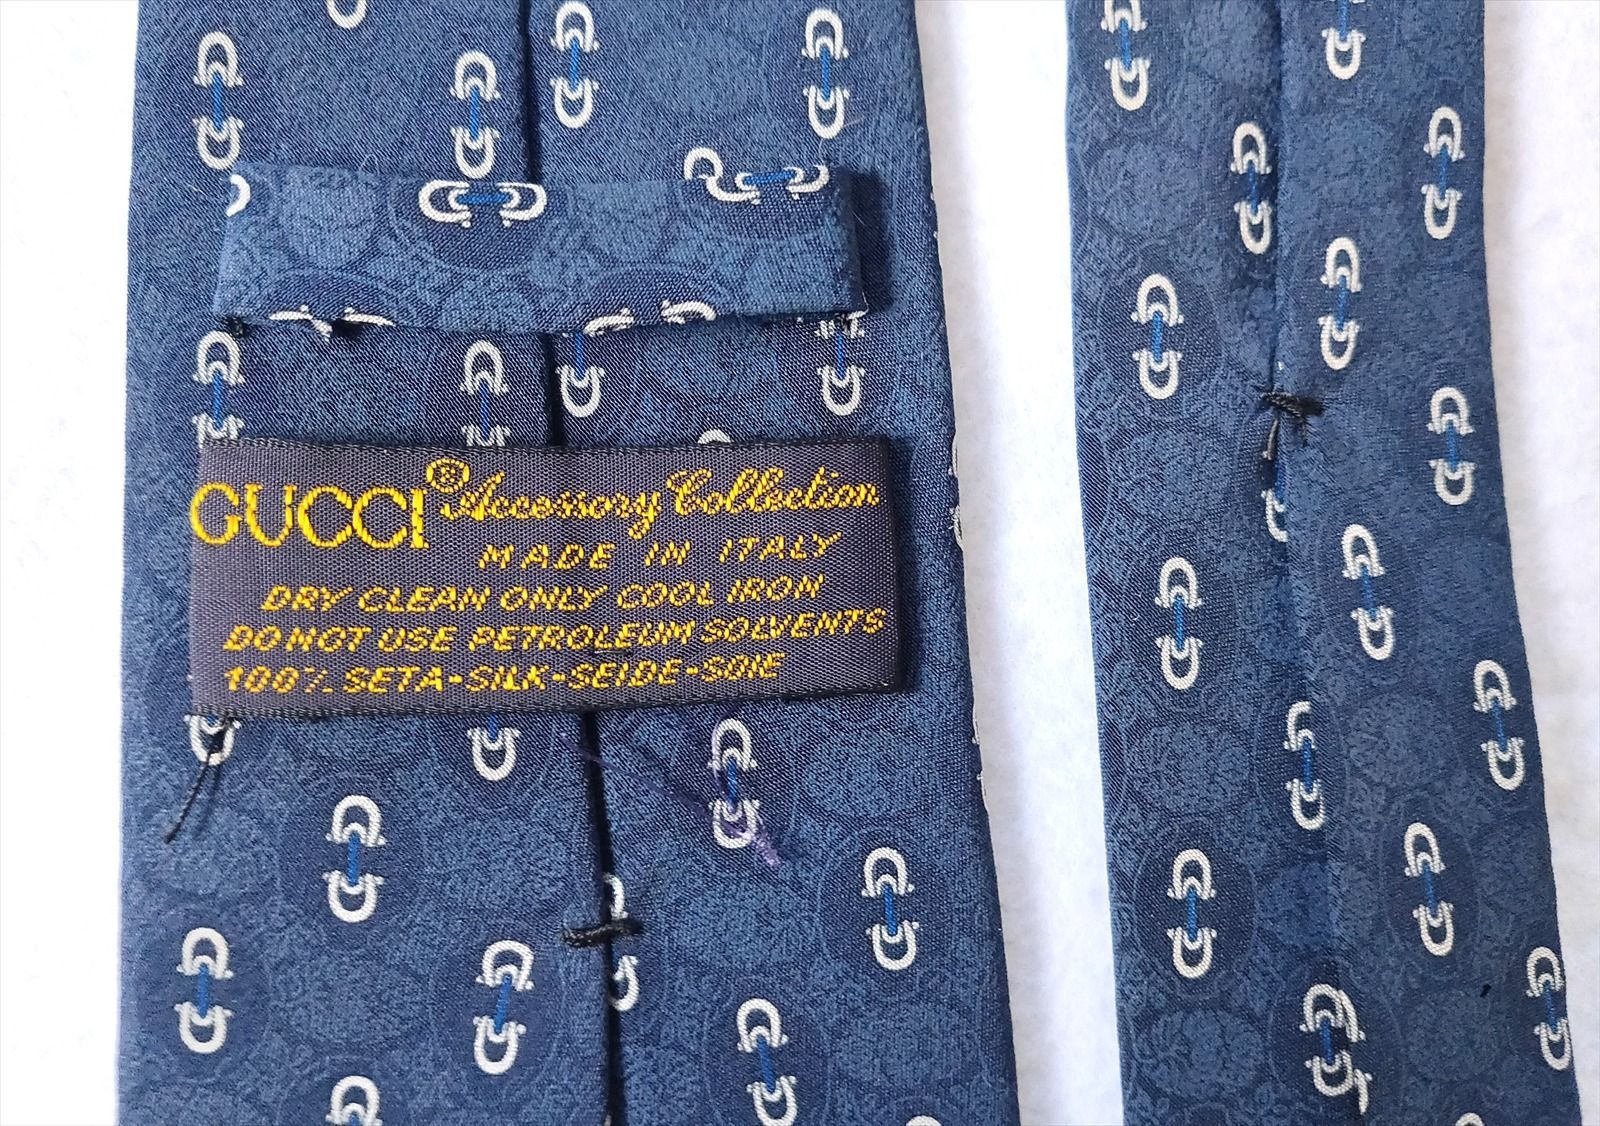 GUCCI® Accessory Collection
MADE IN ITALY
DRY CLEAN ONLY COOL IRON
DO NOT USE PETROLEUM SOLVENTS
100% SETA-SILK-SEIDE-SOIE